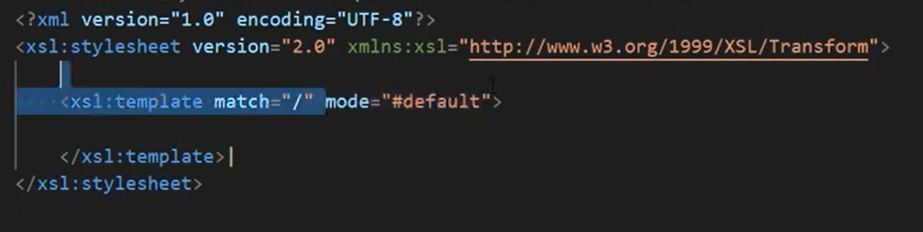 <?xml version="1.0" encoding="UTF-8"?>
<xsl:stylesheet version="2.0" xmlns:xsl="http://www.w3.org/1999/XSL/Transform">
<xsl:template match="/" mode="#default">
</xsl:template>
</xsl:stylesheet>